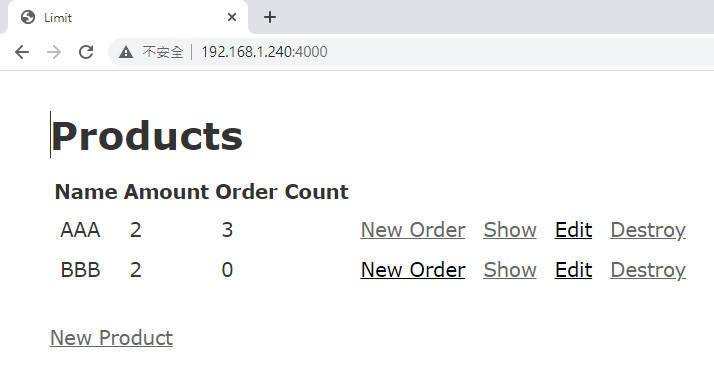 Limit
不安全 192.168.1.240:4000
Products
Name Amount Order Count
AAA 2 3 New Order Show Edit Destroy
BBB 2 0 New Order Show Edit Destroy
New Product